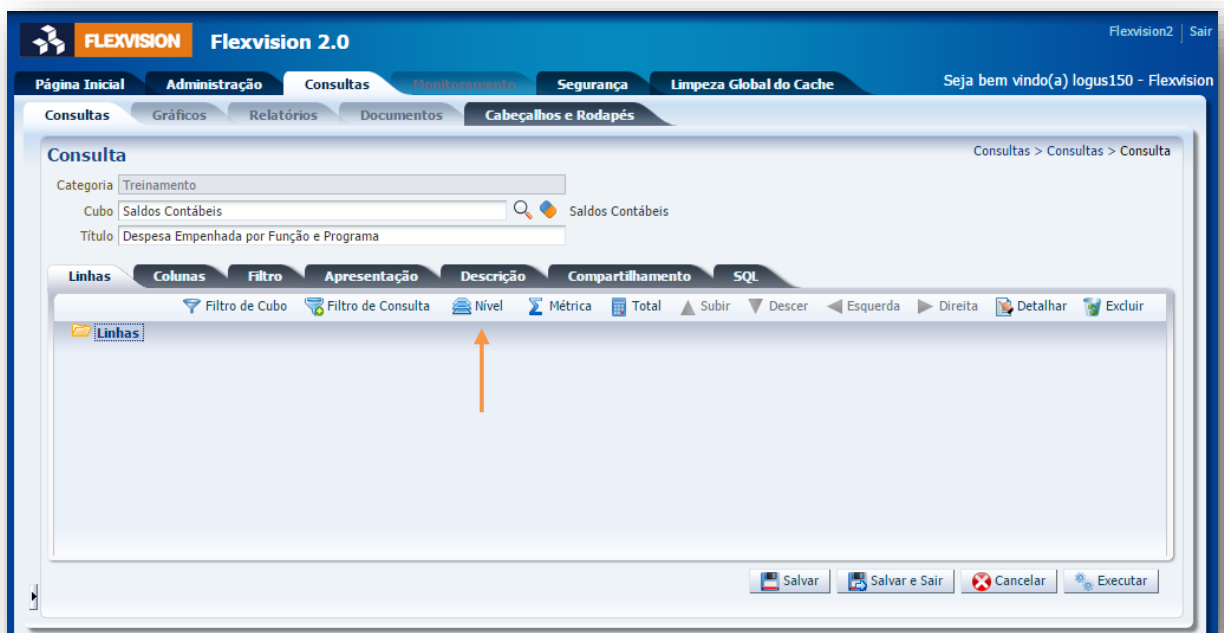 Flexvision2 Sair
FLEXVISION Flexvision 2.0
Página Inicial Administração Consultas Monitoramento Segurança Limpeza Global do Cache Seja bem vindo(a) logus150 - Flexvision
Consultas Gráficos Relatórios Documentos Cabeçalhos e Rodapés
Consulta Consultas > Consultas > Consulta
Categoria Treinamento
Cubo Saldos Contábeis Saldos Contábeis
Título Despesa Empenhada por Função e Programa
Linhas Colunas Filtro Apresentação Descrição Compartilhamento SQL
Filtro de Cubo Filtro de Consulta Nível Métrica Total Subir Descer Esquerda Direita Detalhar Excluir
Linhas
Salvar Salvar e Sair Cancelar Executar